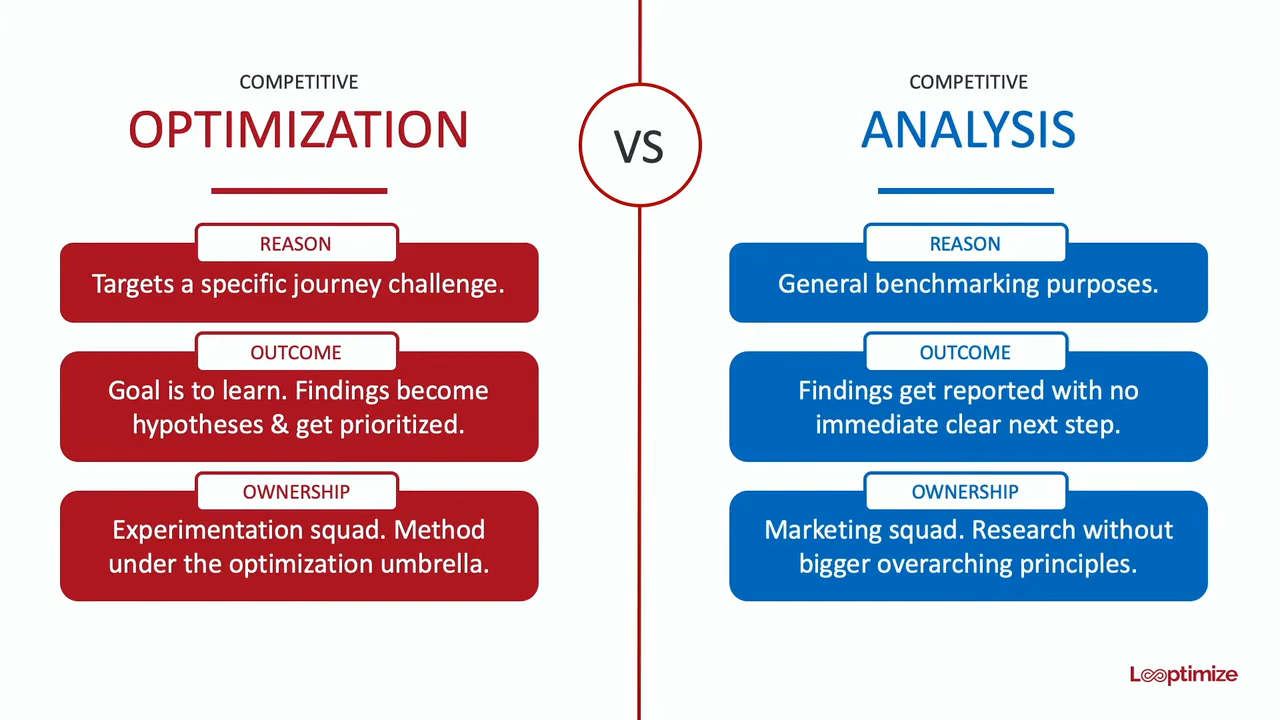 COMPETITIVE
OPTIMIZATION
REASON
Targets a specific journey challenge.
OUTCOME
Goal is to learn. Findings become
hypotheses & get prioritized.
OWNERSHIP
Experimentation squad. Method
under the optimization umbrella.
VS
COMPETITIVE
ANALYSIS
REASON
General benchmarking purposes.
OUTCOME
Findings get reported with no
immediate clear next step.
OWNERSHIP
Marketing squad. Research without
bigger overarching principles.
Looptimize